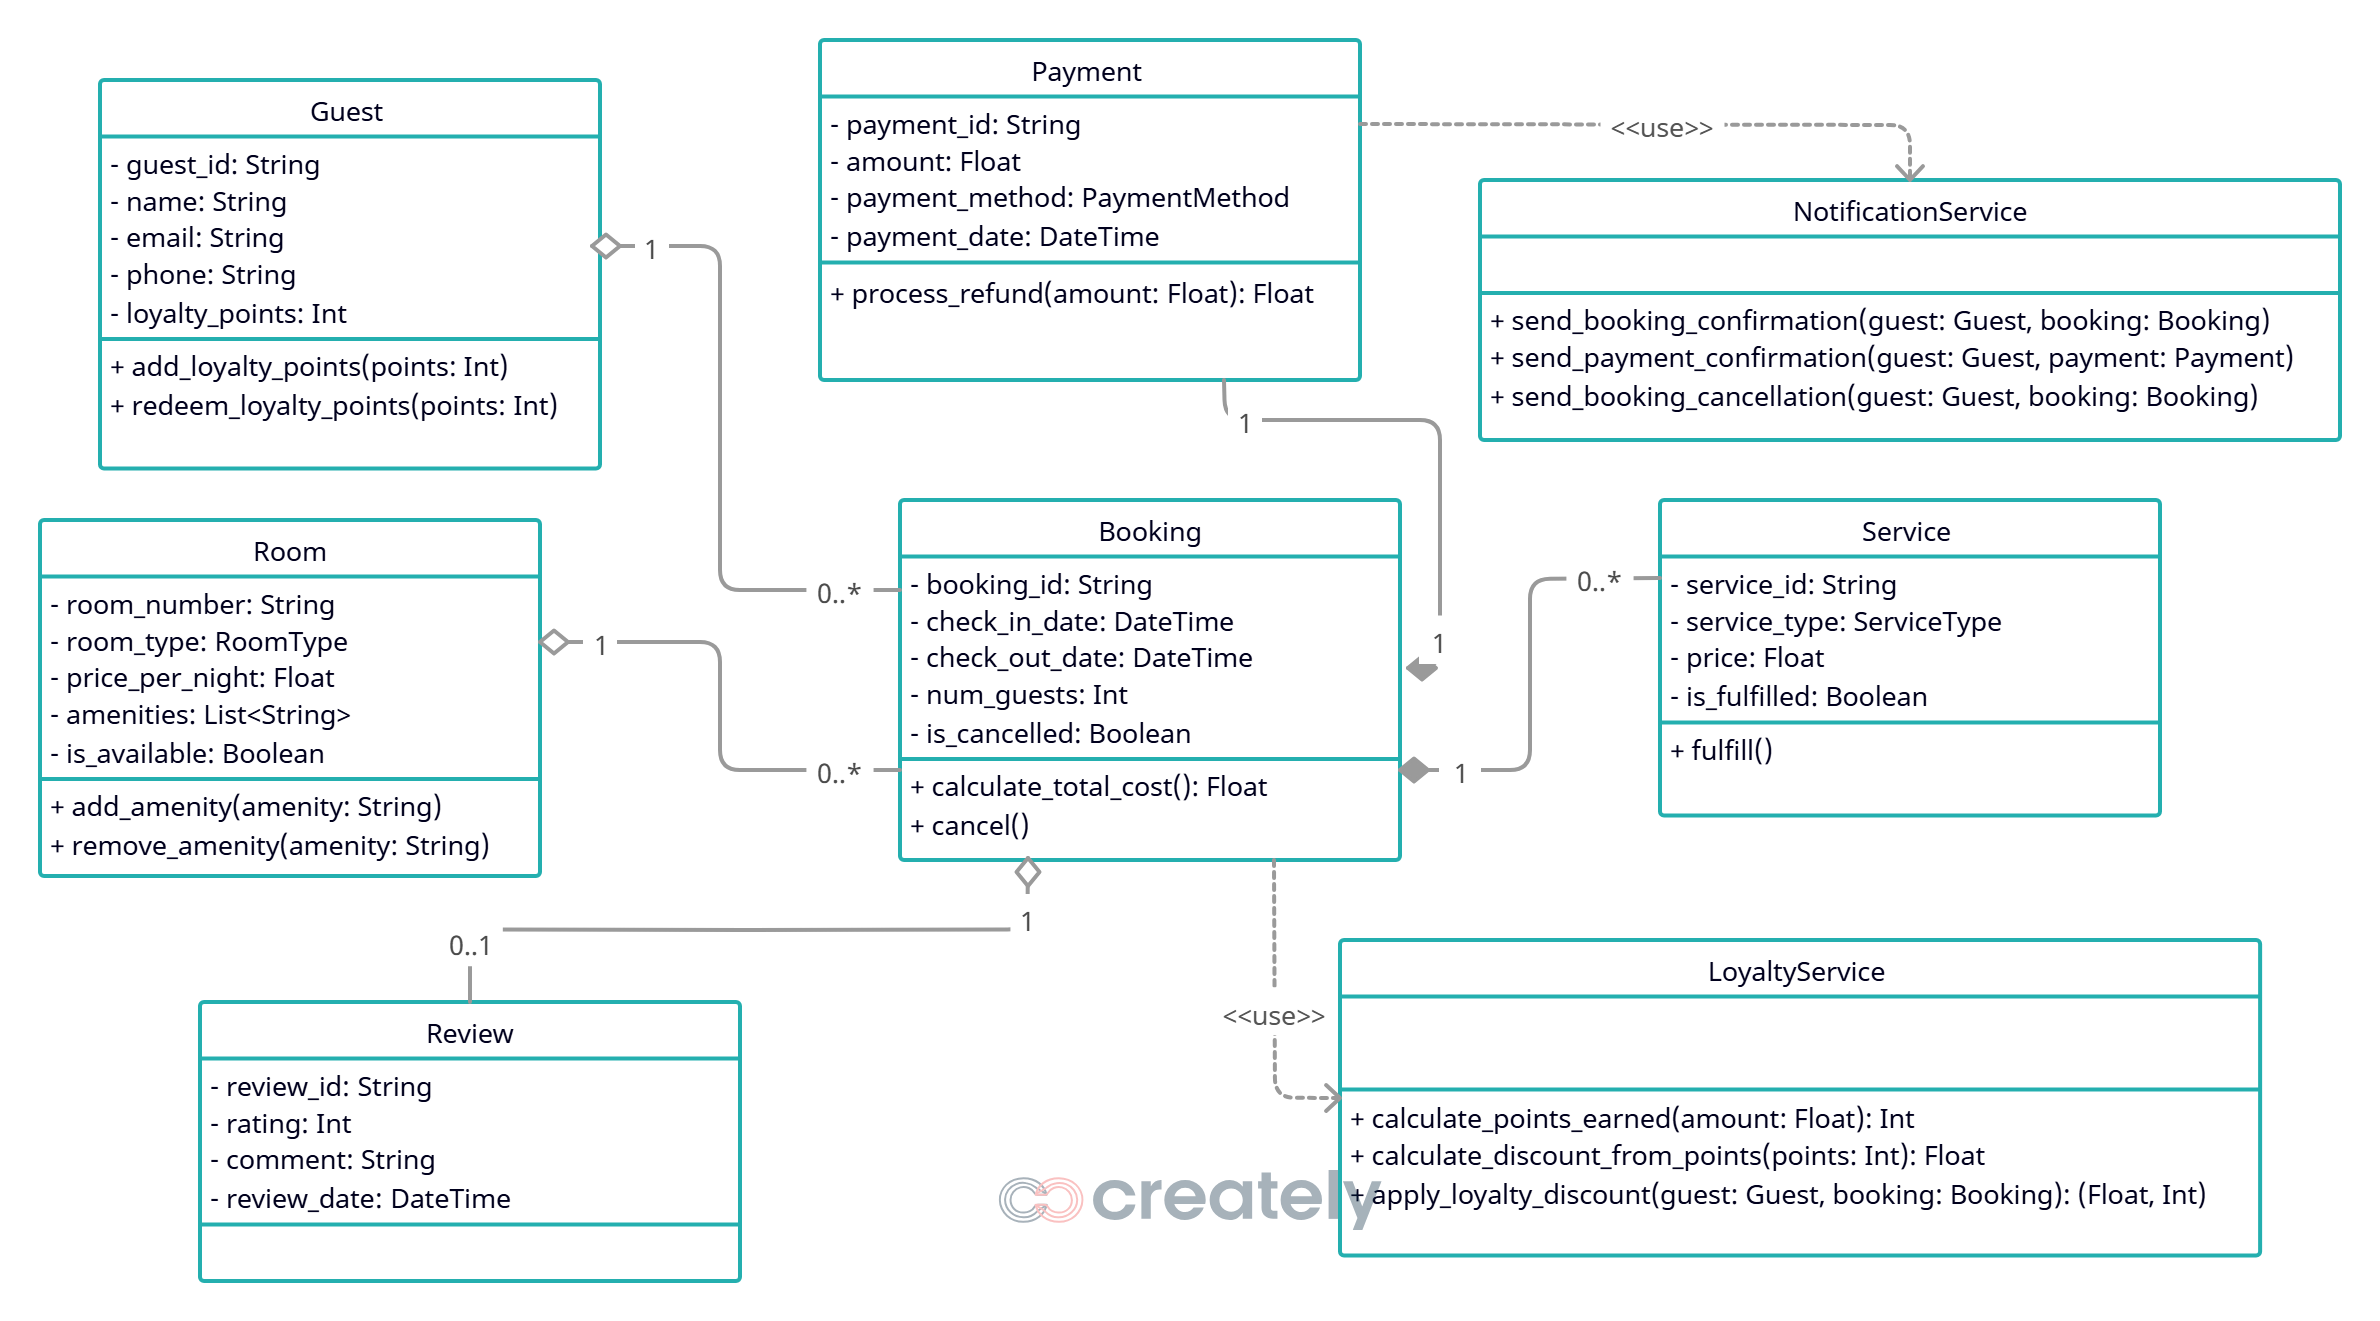 Payment
- payment_id: String
- amount: Float
- payment_method: PaymentMethod
- payment_date: DateTime
+ process_refund(amount: Float): Float
Guest
- guest_id: String
- name: String
- email: String
- phone: String
- loyalty_points: Int
+ add_loyalty_points(points: Int)
+ redeem_loyalty_points(points: Int)
<<use>>
NotificationService
+ send_booking_confirmation(guest: Guest, booking: Booking)
+ send_payment_confirmation(guest: Guest, payment: Payment)
+ send_booking_cancellation(guest: Guest, booking: Booking)
1
1
0..*
Room
- room_number: String
- room_type: RoomType
- price_per_night: Float
- amenities: List<String>
- is_available: Boolean
+ add_amenity(amenity: String)
+ remove_amenity(amenity: String)
1
0..*
Booking
- booking_id: String
- check_in_date: DateTime
- check_out_date: DateTime
- num_guests: Int
- is_cancelled: Boolean
+ calculate_total_cost(): Float
+ cancel()
1
1
0..*
Service
- service_id: String
- service_type: ServiceType
- price: Float
- is_fulfilled: Boolean
+ fulfill()
1
0..1
Review
- review_id: String
- rating: Int
- comment: String
- review_date: DateTime
<<use>>
LoyaltyService
+ calculate_points_earned(amount: Float): Int
+ calculate_discount_from_points(points: Int): Float
+ apply_loyalty_discount(guest: Guest, booking: Booking): (Float, Int)
creately